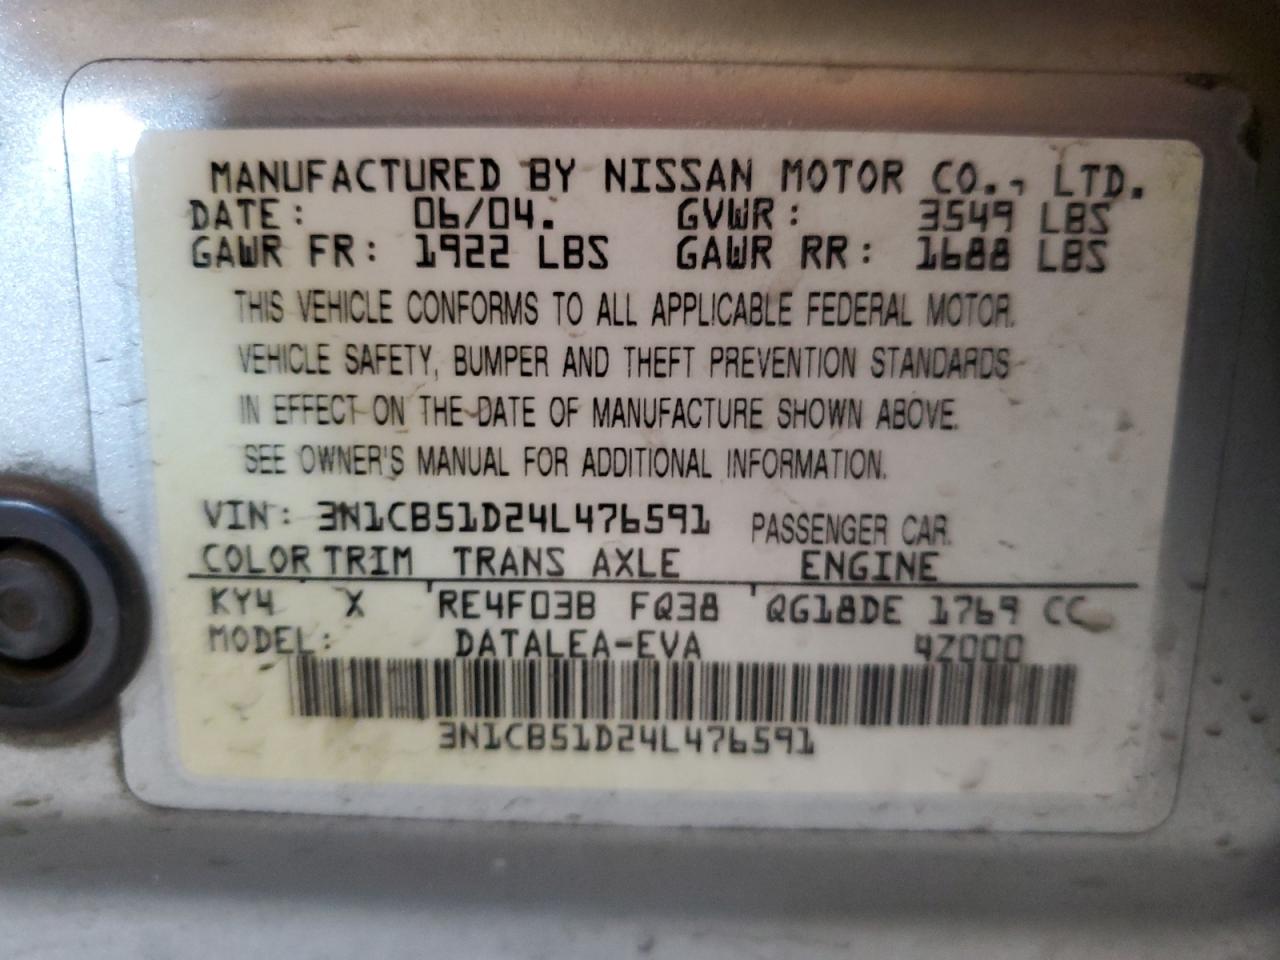 MANUFACTURED BY NISSAN MOTOR CO., LTD.
DATE: 06/04. GVWR: 3549 LBS
GAWR FR: 1922 LBS GAWR RR: 1688 LBS
THIS VEHICLE CONFORMS TO ALL APPLICABLE FEDERAL MOTOR
VEHICLE SAFETY, BUMPER AND THEFT PREVENTION STANDARDS
IN EFFECT ON THE DATE OF MANUFACTURE SHOWN ABOVE.
SEE OWNER'S MANUAL FOR ADDITIONAL INFORMATION.
VIN: 3N1CB51D24L476591 PASSENGER CAR.
COLOR TRIM TRANS AXLE ENGINE
KY4 X RE4F03B FQ38 QG18DE 1769 CC
MODEL: DATALEA-EVA 4Z000
3N1CB51D24L476591